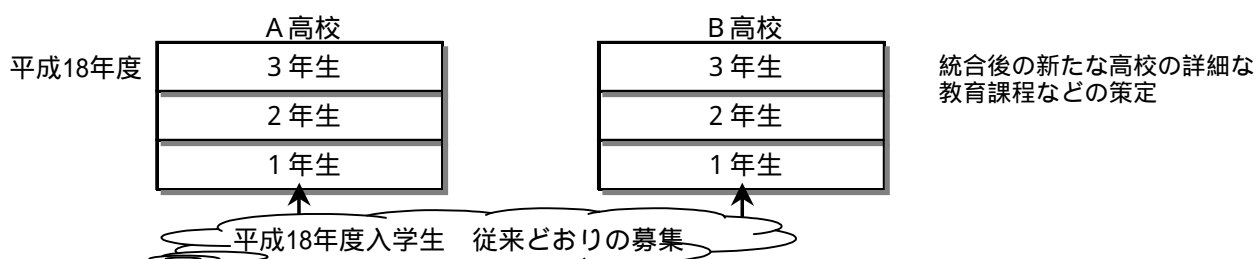 A高校
B高校
平成18年度
3年生
3年生
統合後の新たな高校の詳細な
教育課程などの策定
2年生
2年生
1年生
1年生
平成18年度入学生　従来どおりの募集